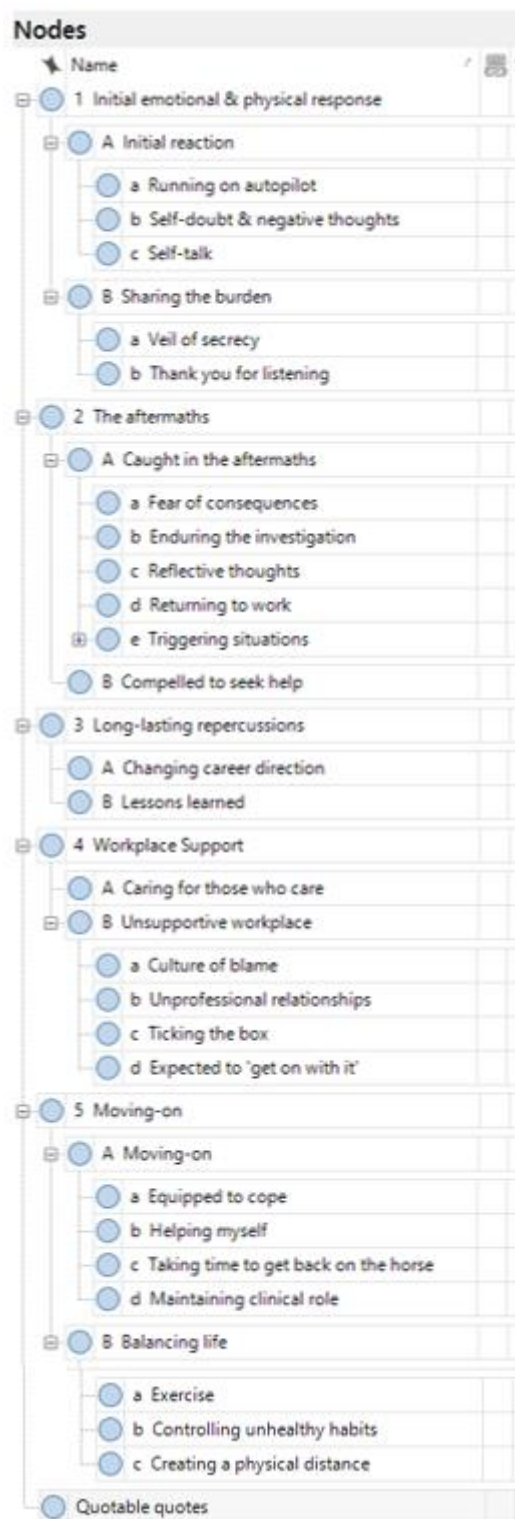 Nodes
Name
1 Initial emotional & physical response
A Initial reaction
a Running on autopilot
b Self-doubt & negative thoughts
c Self-talk
B Sharing the burden
a Veil of secrecy
b Thank you for listening
2 The aftermaths
A Caught in the aftermaths
a Fear of consequences
b Enduring the investigation
c Reflective thoughts
d Returning to work
e Triggering situations
B Compelled to seek help
3 Long-lasting repercussions
A Changing career direction
B Lessons learned
4 Workplace Support
A Caring for those who care
B Unsupportive workplace
a Culture of blame
b Unprofessional relationships
c Ticking the box
d Expected to 'get on with it'
5 Moving-on
A Moving-on
a Equipped to cope
b Helping myself
c Taking time to get back on the horse
d Maintaining clinical role
B Balancing life
a Exercise
b Controlling unhealthy habits
c Creating a physical distance
Quotable quotes